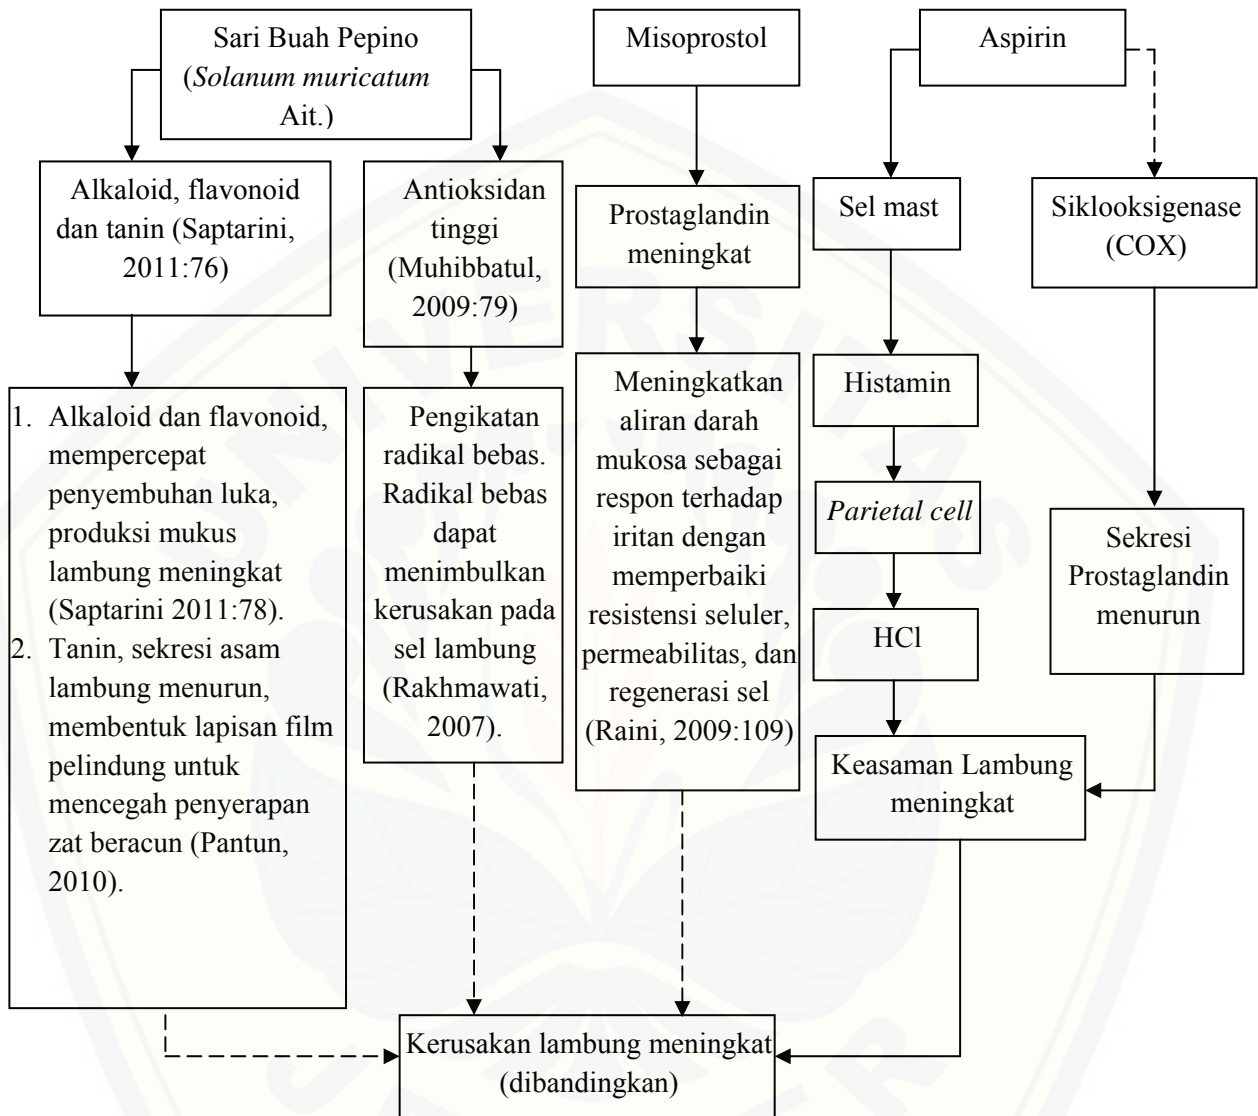 Sari Buah Pepino
(Solanum muricatum
Ait.)
Misoprostol
Aspirin
Alkaloid, flavonoid
dan tanin (Saptarini,
2011:76)
Antioksidan
tinggi
(Muhibbatul,
2009:79)
Prostaglandin
meningkat
Sel mast
Siklooksigenase
(COX)
1. Alkaloid dan flavonoid,
mempercepat
penyembuhan luka,
produksi mukus
lambung meningkat
(Saptarini 2011:78).
2. Tanin, sekresi asam
lambung menurun,
membentuk lapisan film
pelindung untuk
mencegah penyerapan
zat beracun (Pantun,
2010).
Pengikatan
radikal bebas.
Radikal bebas
dapat
menimbulkan
kerusakan pada
sel lambung
(Rakhmawati,
2007).
Meningkatkan
aliran darah
mukosa sebagai
respon terhadap
iritan dengan
memperbaiki
resistensi seluler,
permeabilitas, dan
regenerasi sel
(Raini, 2009:109)
Histamin
Parietal cell
HCl
Sekresi
Prostaglandin
menurun
Keasaman Lambung
meningkat
Kerusakan lambung meningkat
(dibandingkan)
UNIVERSITAS
JEMBER